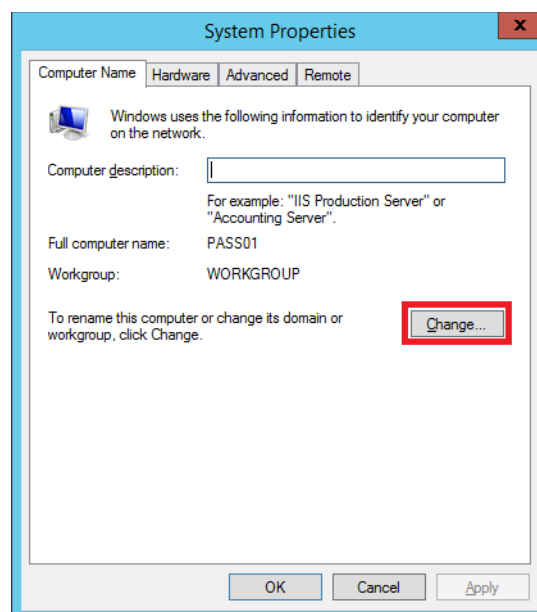 System Properties
x
Computer Name Hardware Advanced Remote
Windows uses the following information to identify your computer
on the network.
Computer description:
For example: "IIS Production Server" or
"Accounting Server".
Full computer name: PASS01
Workgroup: WORKGROUP
To rename this computer or change its domain or
workgroup, click Change.
Change...
OK Cancel Apply